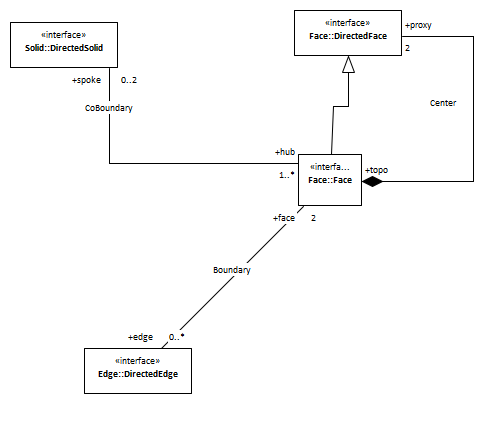 «interface»
Face::DirectedFace
+proxy
2
«interface»
Solid::DirectedSolid
+spoke 0..2
CoBoundary
Center
+hub
1..*
«interfa...
Face::Face
+topo
+face 2
Boundary
+edge 0..*
«interface»
Edge::DirectedEdge